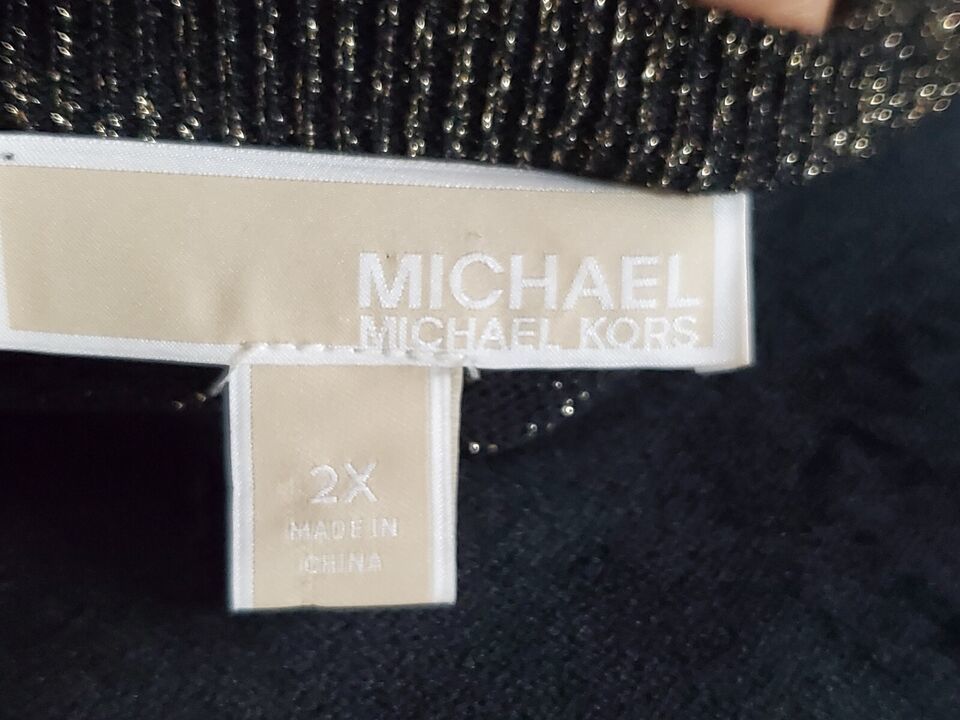 MICHAEL
MICHAEL KORS
2X
MADE IN
CHINA